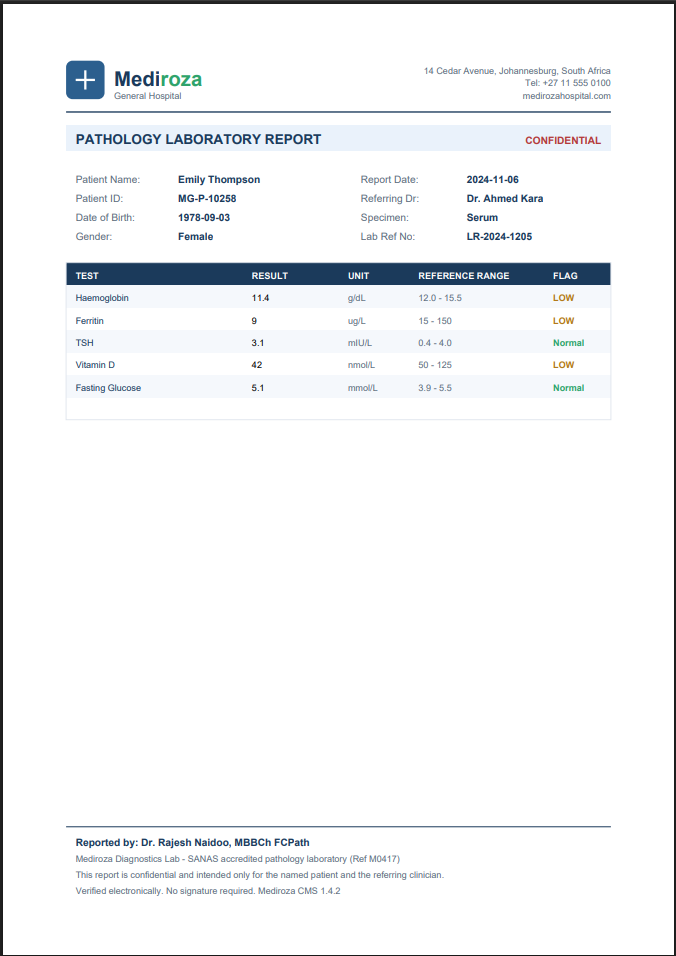 Mediroza
General Hospital
14 Cedar Avenue, Johannesburg, South Africa
Tel: +27 11 555 0100
medirozahospital.com
PATHOLOGY LABORATORY REPORT CONFIDENTIAL
Patient Name: Emily Thompson Report Date: 2024-11-06
Patient ID: MG-P-10258 Referring Dr: Dr. Ahmed Kara
Date of Birth: 1978-09-03 Specimen: Serum
Gender: Female Lab Ref No: LR-2024-1205
TEST RESULT UNIT REFERENCE RANGE FLAG
Haemoglobin 11.4 g/dL 12.0 - 15.5 LOW
Ferritin 9 ug/L 15 - 150 LOW
TSH 3.1 mIU/L 0.4 - 4.0 Normal
Vitamin D 42 nmol/L 50 - 125 LOW
Fasting Glucose 5.1 mmol/L 3.9 - 5.5 Normal
Reported by: Dr. Rajesh Naidoo, MBBCh FCPath
Mediroza Diagnostics Lab - SANAS accredited pathology laboratory (Ref M0417)
This report is confidential and intended only for the named patient and the referring clinician.
Verified electronically. No signature required. Mediroza CMS 1.4.2